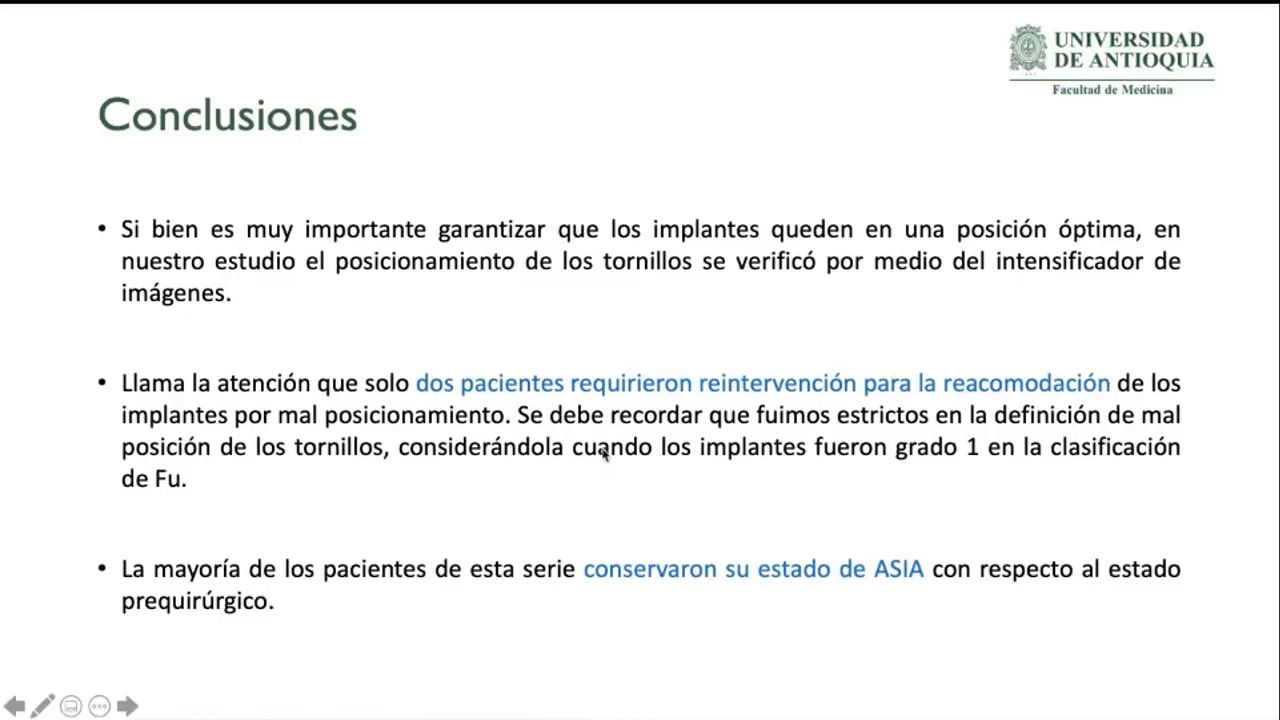 UNIVERSIDAD
DE ANTIOQUIA
Facultad de Medicina
Conclusiones
• Si bien es muy importante garantizar que los implantes queden en una posición óptima, en
nuestro estudio el posicionamiento de los tornillos se verificó por medio del intensificador de
imágenes.
• Llama la atención que solo dos pacientes requirieron reintervención para la reacomodación de los
implantes por mal posicionamiento. Se debe recordar que fuimos estrictos en la definición de mal
posición de los tornillos, considerándola cuando los implantes fueron grado 1 en la clasificación
de Fu.
• La mayoría de los pacientes de esta serie conservaron su estado de ASIA con respecto al estado
prequirúrgico.